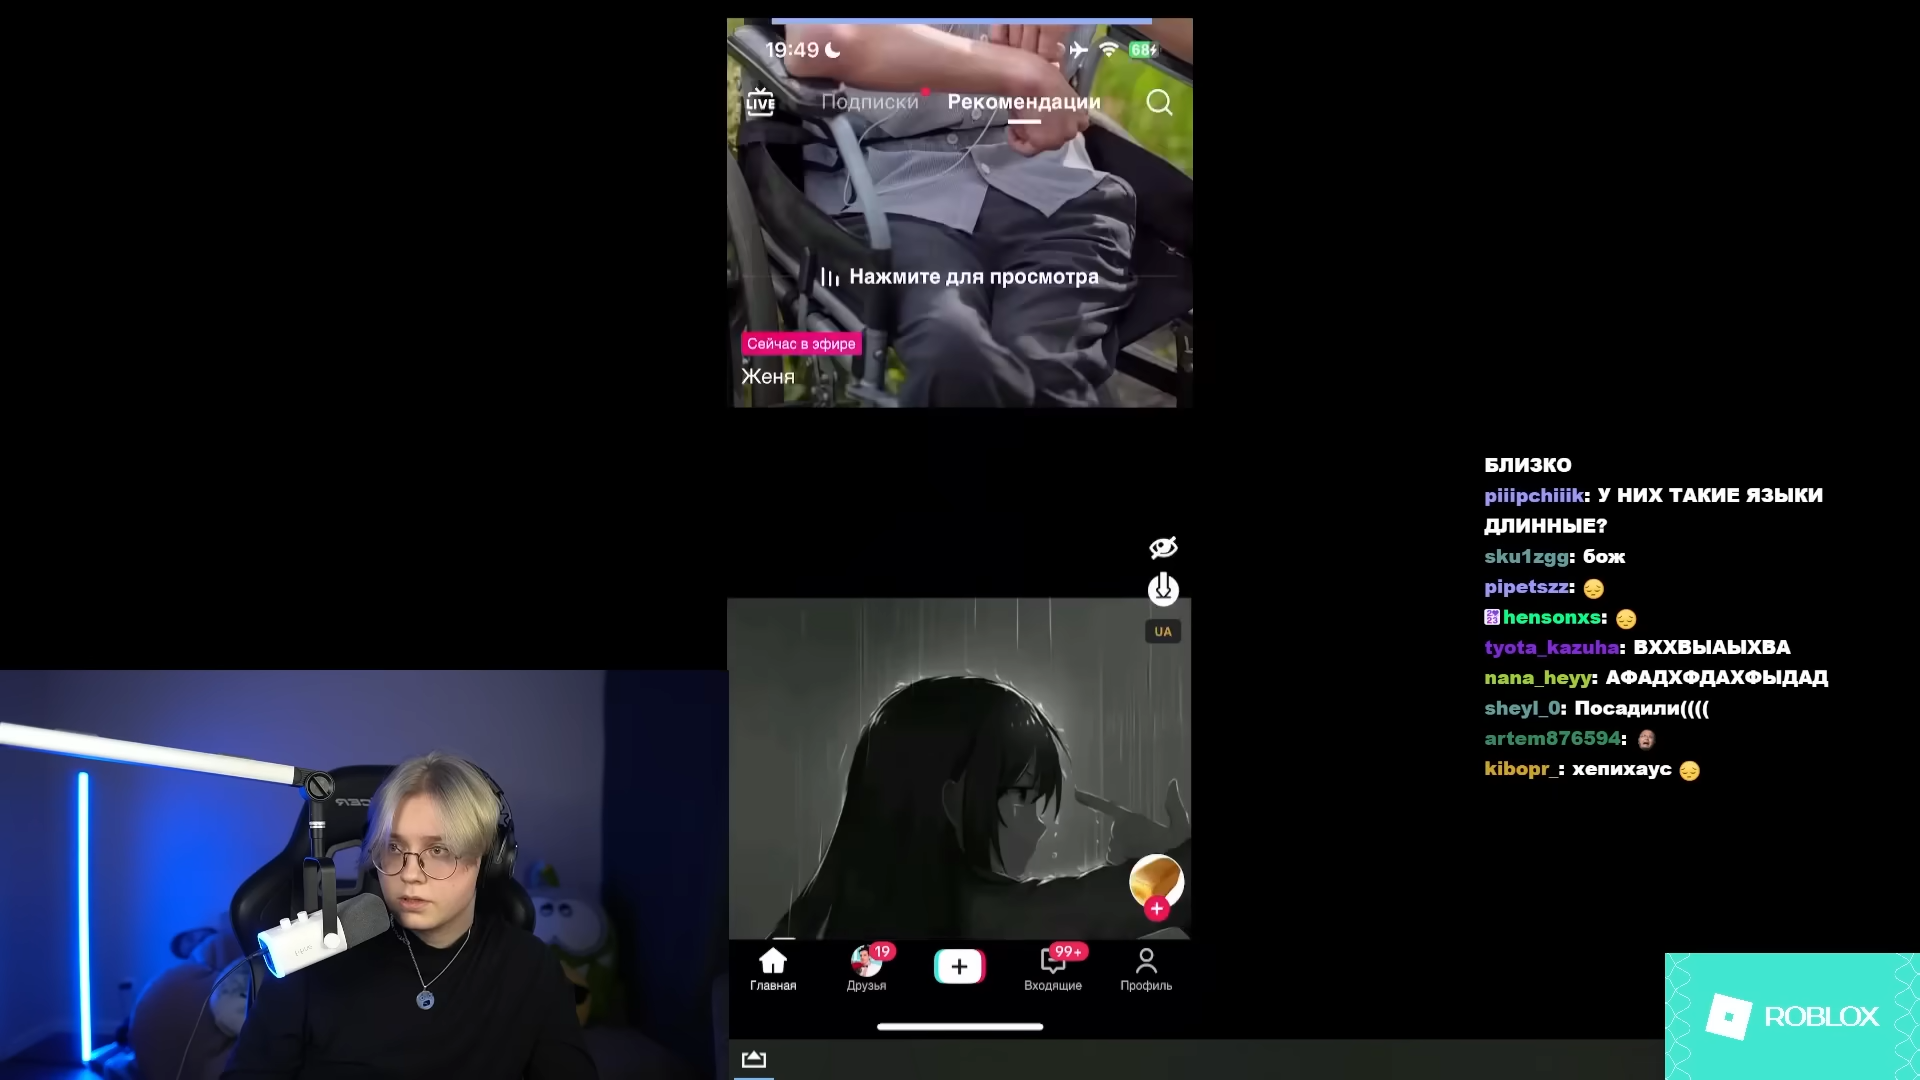 19:49
68
LIVE
Подписки
Рекомендации
Нажмите для просмотра
Сейчас в эфире
Женя
UA
19
99+
Главная
Друзья
Входящие
Профиль
БЛИЗКО
piiipchiiik: У НИХ ТАКИЕ ЯЗЫКИ
ДЛИННЫЕ?
sku1zgg: бож
pipetszz: 😔
hensonxs: 😔
tyota_kazuha: ВХХВЫАЫХВА
nana_heyy: АФАДХФДАХФЫДАД
sheyl_0: Посадили((((
artem876594:
kibopr_: хепихаус 😔
ROBLOX